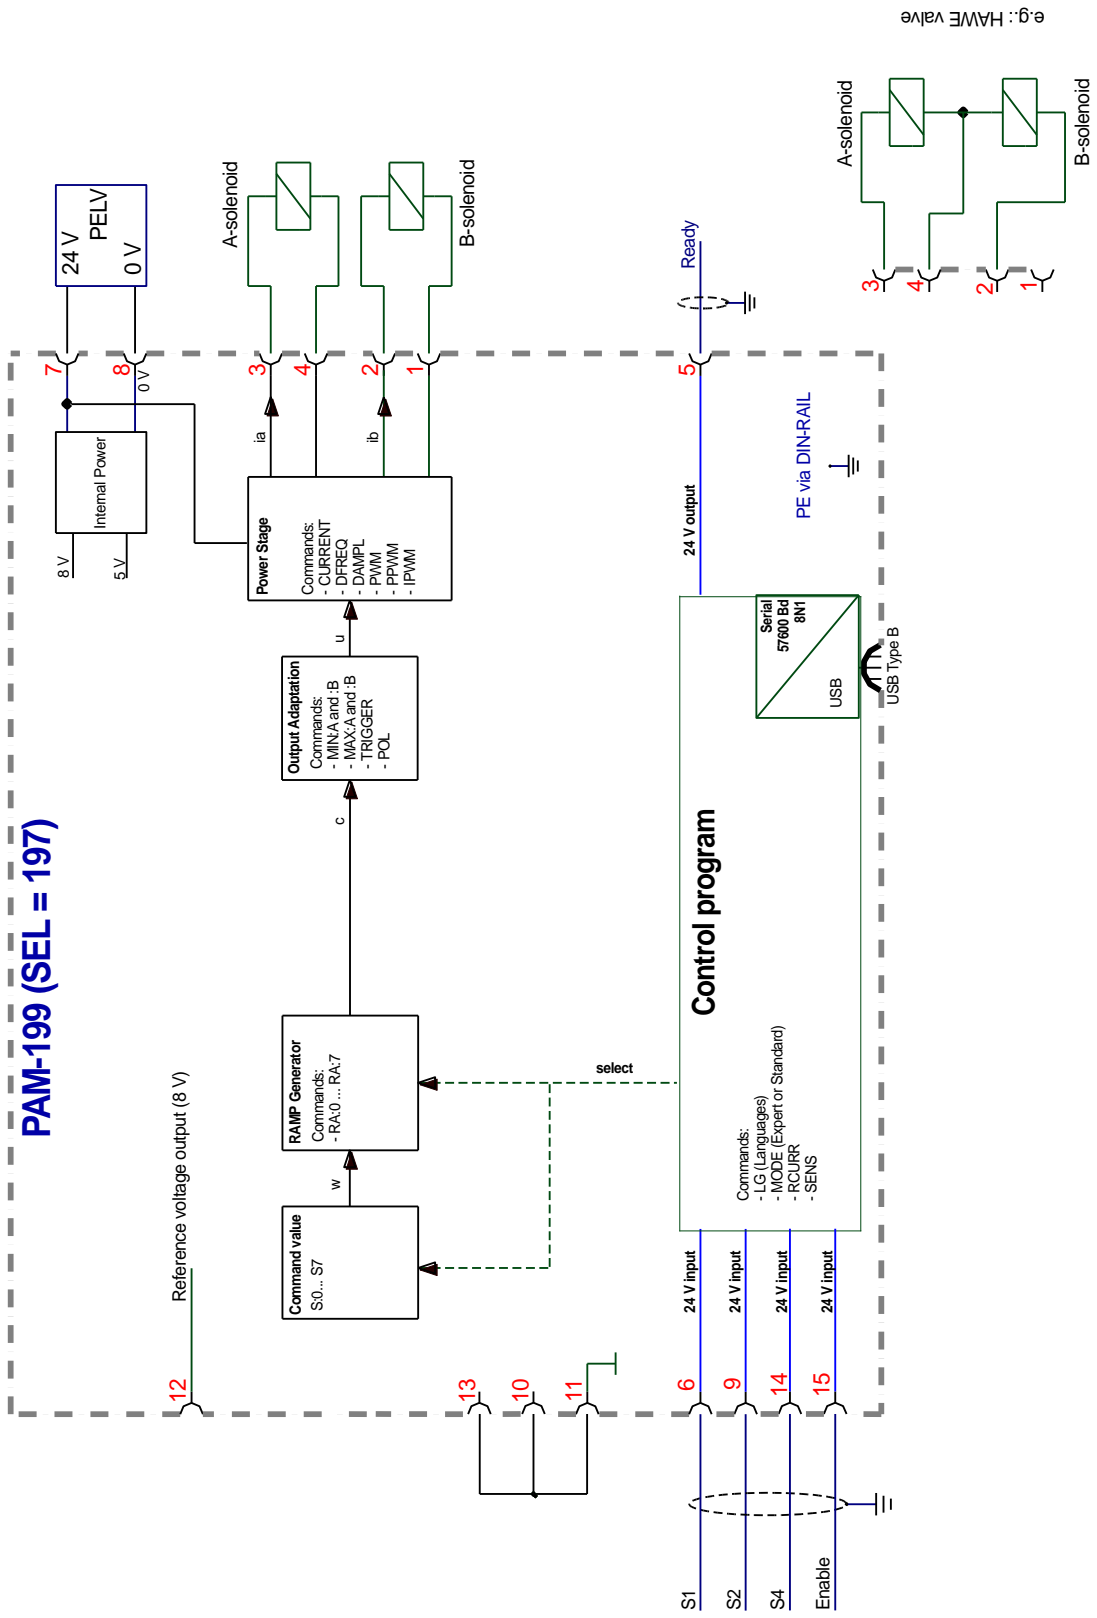 PAM-199 (SEL = 197)
e.g.: HAWE valve
24 V
PELV
0 V
7
8
0 V
Internal Power
8 V
5 V
Reference voltage output (8 V)
12
A-solenoid
B-solenoid
3
4
2
1
ia
ib
Power Stage
Commands:
- CURRENT
- DFREQ
- DAMPL
- PWM
- PPWM
- IPWM
u
Output Adaptation
Commands:
- MIN:A and :B
- MAX:A and :B
- TRIGGER
- POL
c
RAMP Generator
Commands:
- RA:0 ... RA:7
w
Command value
S:0... S7
select
13
10
11
Control program
Commands:
- LG (Languages)
- MODE (Expert or Standard)
- RCURR
- SENS
Serial
57600 Bd
8N1
USB
USB Type B
24 V output
5
Ready
PE via DIN-RAIL
S1
6
24 V input
S2
9
24 V input
S4
14
24 V input
Enable
15
24 V input
A-solenoid
B-solenoid
3
4
2
1